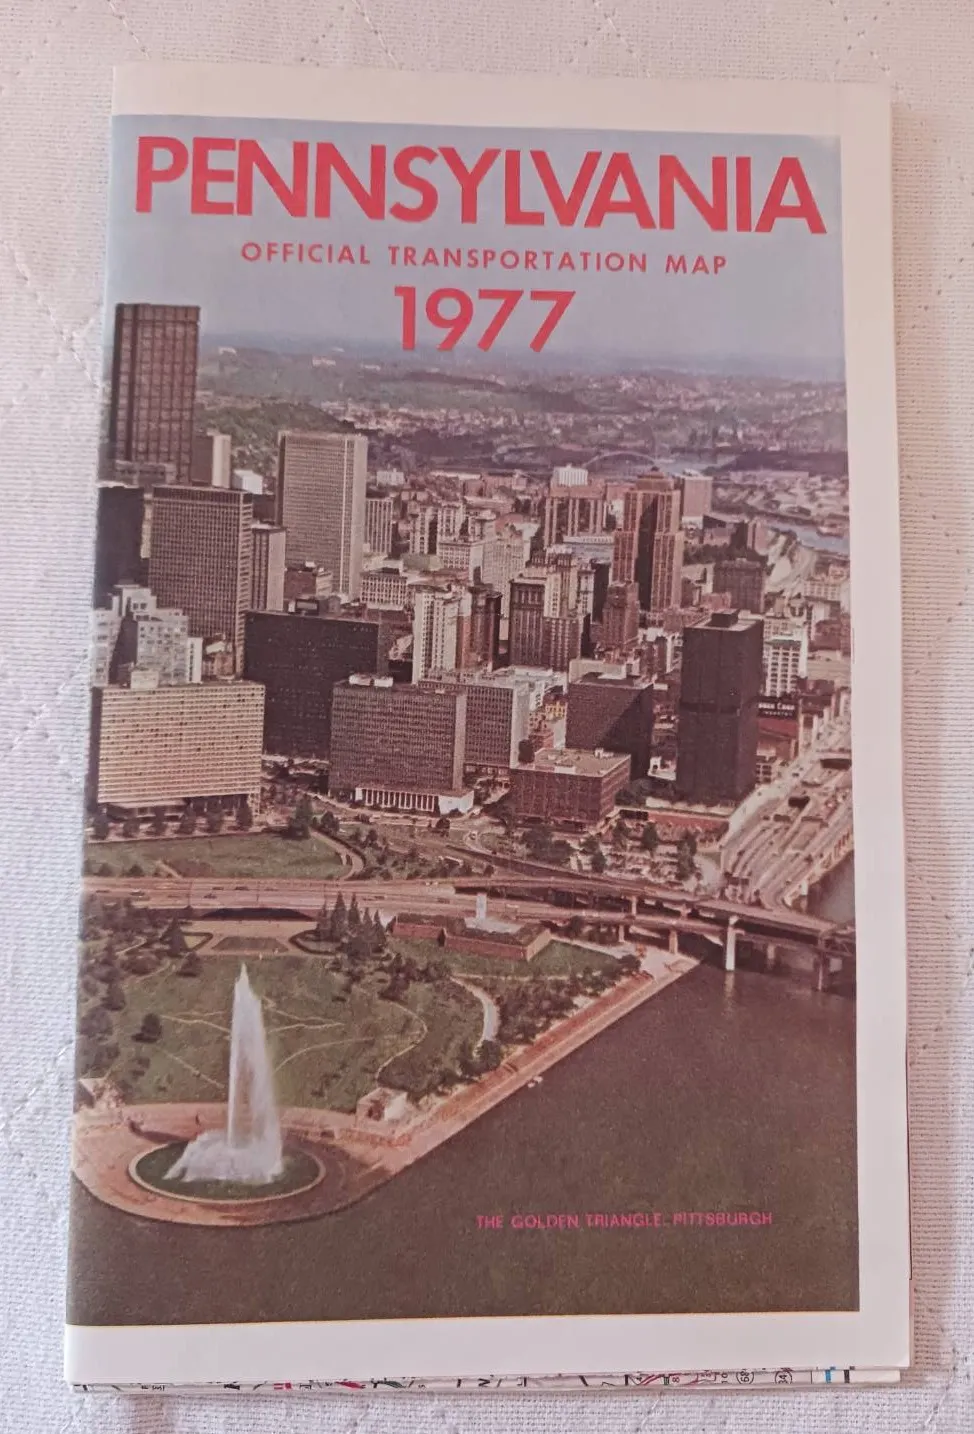 PENNSYLVANIA
OFFICIAL TRANSPORTATION MAP
1977
THE GOLDEN TRIANGLE, PITTSBURGH